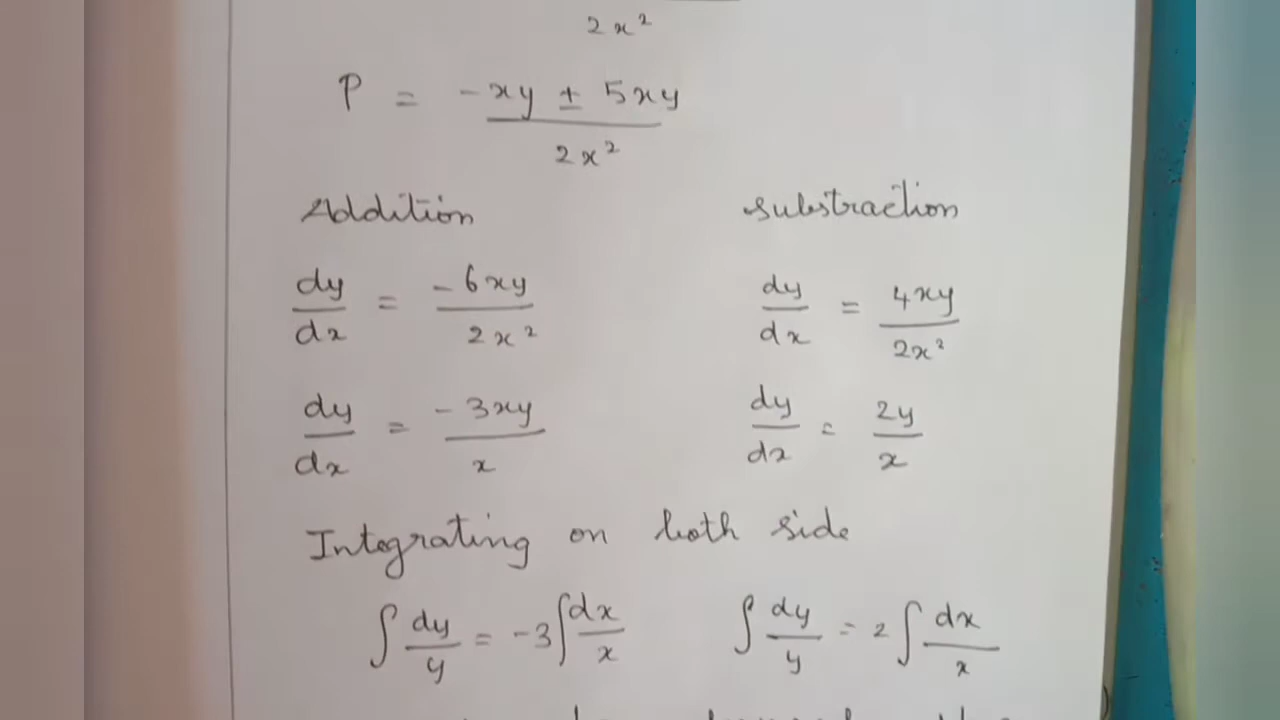 2x²
P = -xy ± 5xy / 2x²
Addition substraction
dy/dx = -6xy / 2x² dy/dx = 4xy / 2x²
dy/dx = -3xy / x dy/dx = 2y / x
Integrating on both side
∫ dy/y = -3 ∫ dx/x ∫ dy/y = 2 ∫ dx/x